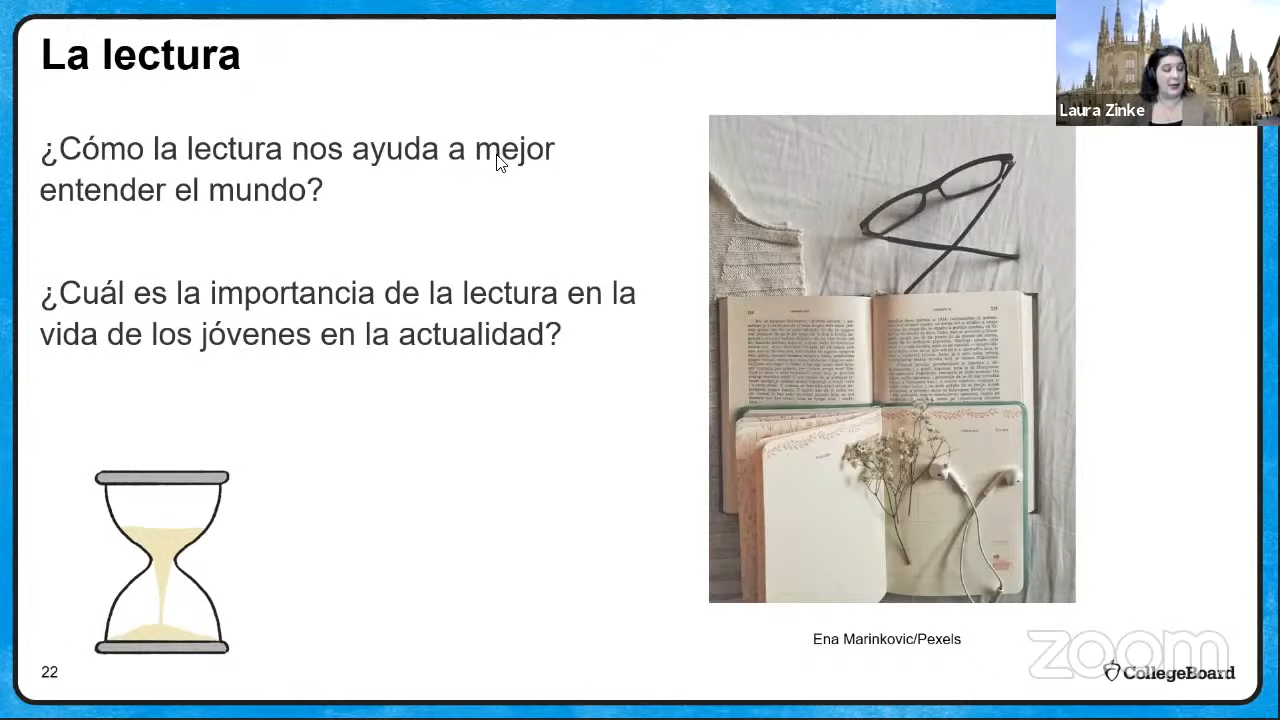 La lectura
¿Cómo la lectura nos ayuda a mejor
entender el mundo?
¿Cuál es la importancia de la lectura en la
vida de los jóvenes en la actualidad?
Laura Zinke
Ena Marinkovic/Pexels
22
zoom
CollegeBoard